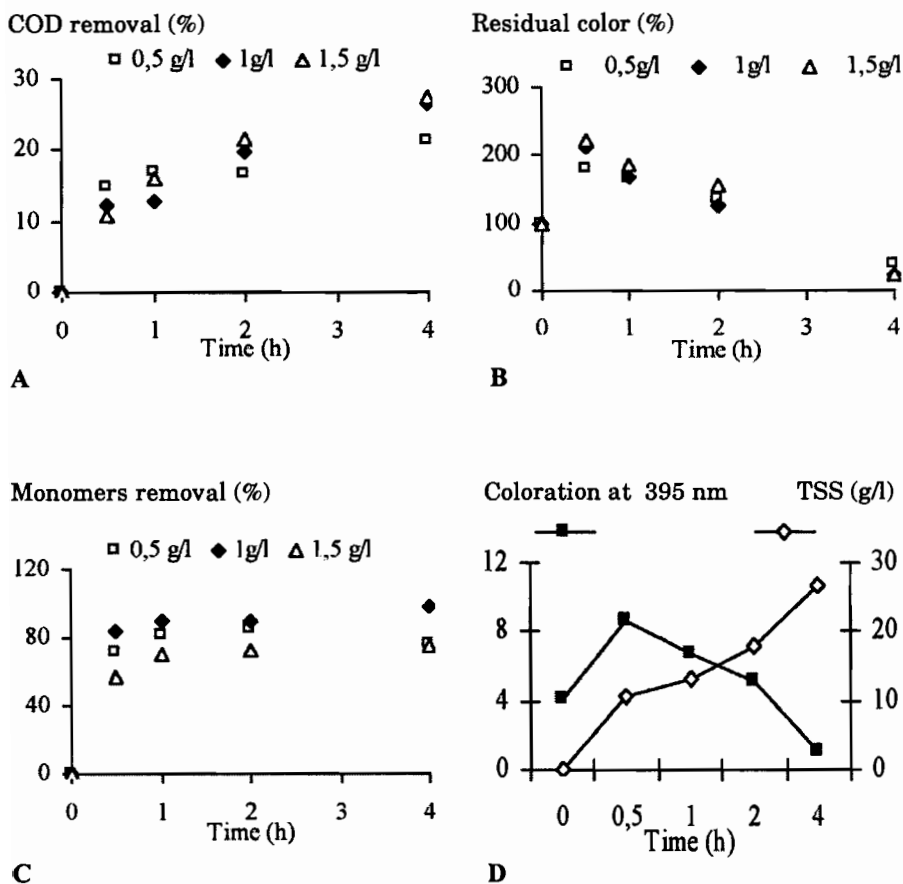 COD removal (%)
0,5 g/l 1g/l 1,5 g/l
30
20
10
0
0 1 2 3 4
Time (h)
A
Residual color (%)
0,5g/l 1g/l 1,5g/l
300
200
100
0
0 1 2 3 4
Time (h)
B
Monomers removal (%)
0,5 g/l 1g/l 1,5 g/l
120
80
40
0
0 1 2 3 4
Time (h)
C
Coloration at 395 nm TSS (g/l)
12 30
8 20
4 10
0 0
0 0,5 1 2 4
Time (h)
D